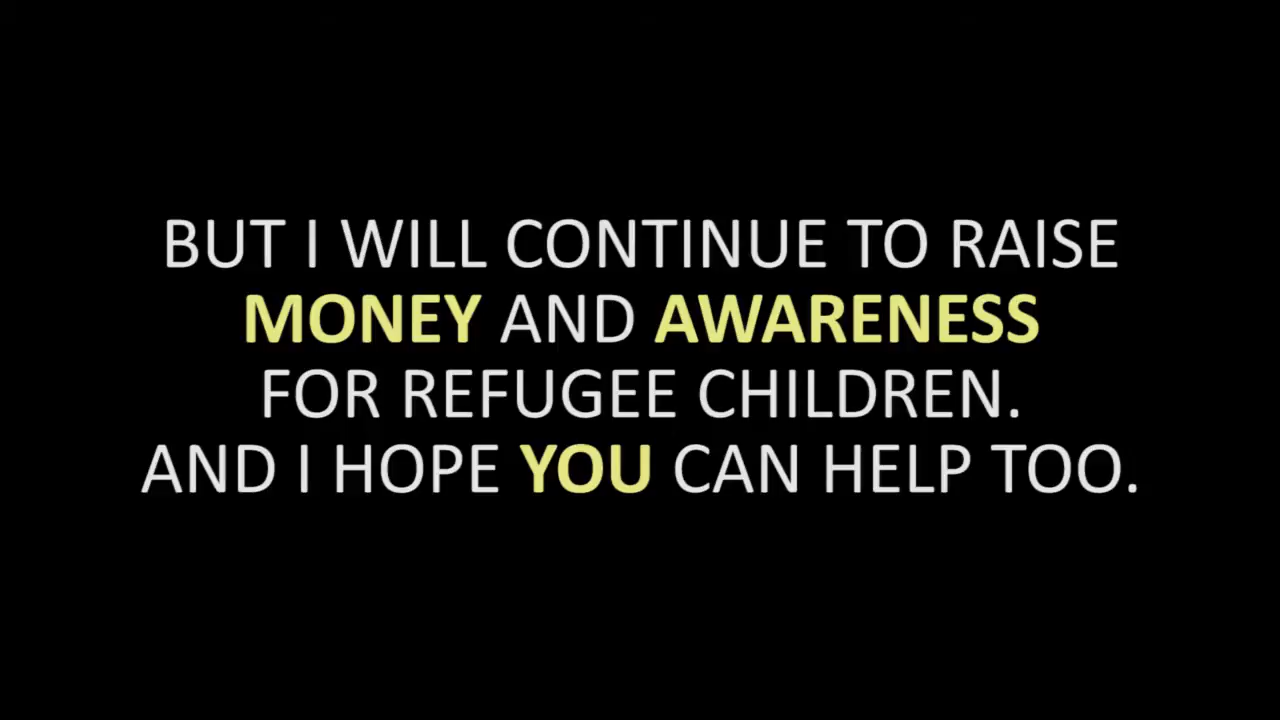 BUT I WILL CONTINUE TO RAISE
MONEY AND AWARENESS
FOR REFUGEE CHILDREN.
AND I HOPE YOU CAN HELP TOO.